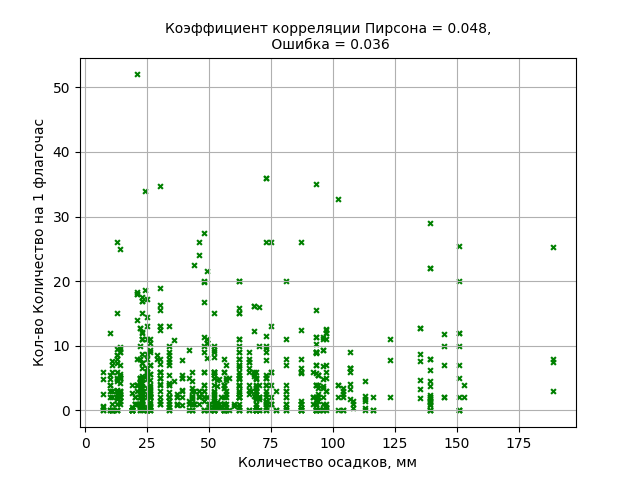 Коэффициент корреляции Пирсона = 0.048,
Ошибка = 0.036
Кол-во Количество на 1 флагочас
50
40
30
20
10
0
0 25 50 75 100 125 150 175
Количество осадков, мм